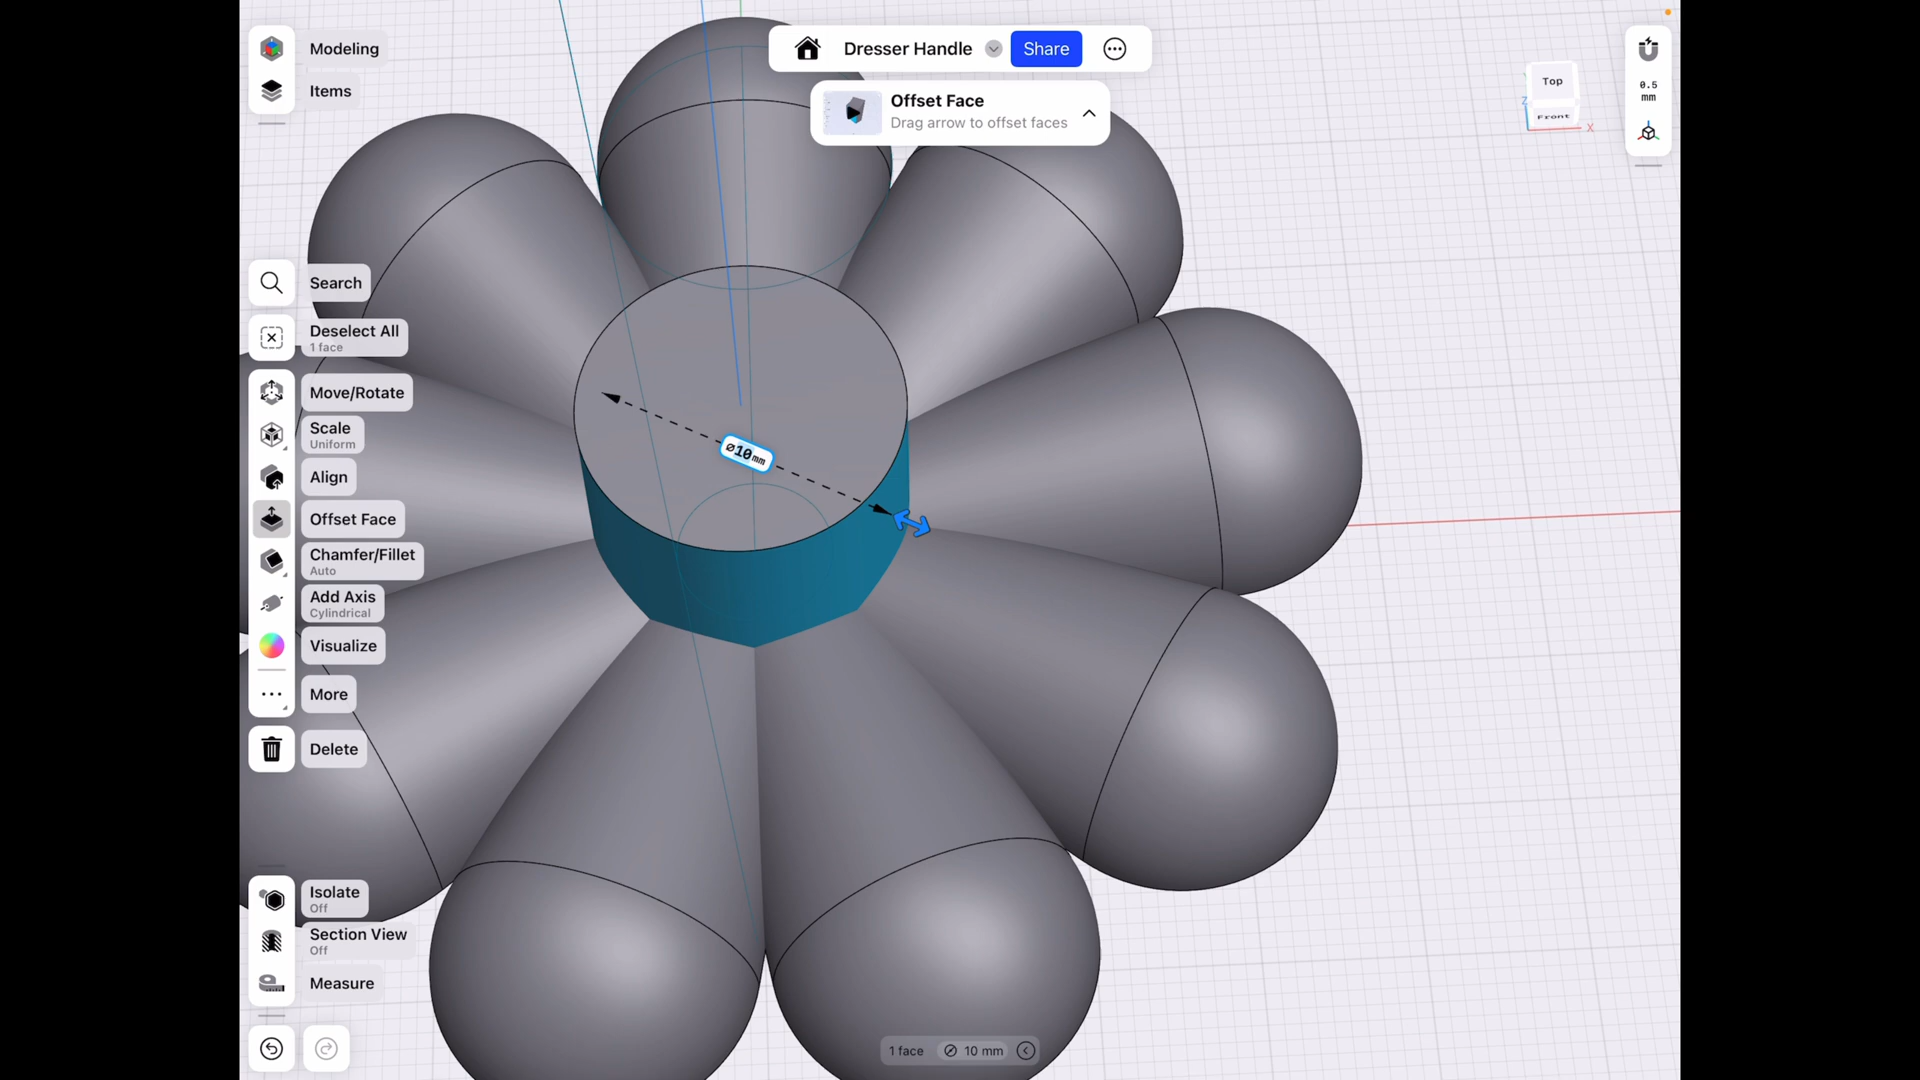 Modeling
Items
Dresser Handle
Share
Offset Face
Drag arrow to offset faces
Top
Front
Z
X
0.5
mm
Search
Deselect All
1 face
Move/Rotate
Scale
Uniform
Align
Offset Face
Chamfer/Fillet
Auto
Add Axis
Cylindrical
Visualize
More
Delete
⌀10mm
Isolate
Off
Section View
Off
Measure
1 face ⌀ 10 mm